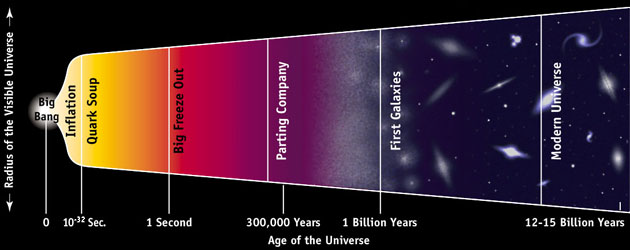 Radius of the Visible Universe
Big
Bang
Inflation
Quark Soup
Big Freeze Out
Parting Company
First Galaxies
Modern Universe
0
10-32 Sec.
1 Second
300,000 Years
1 Billion Years
12-15 Billion Years
Age of the Universe